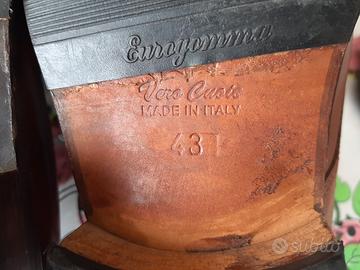 Eurogomma
Vero Cuoio
MADE IN ITALY
43
subito